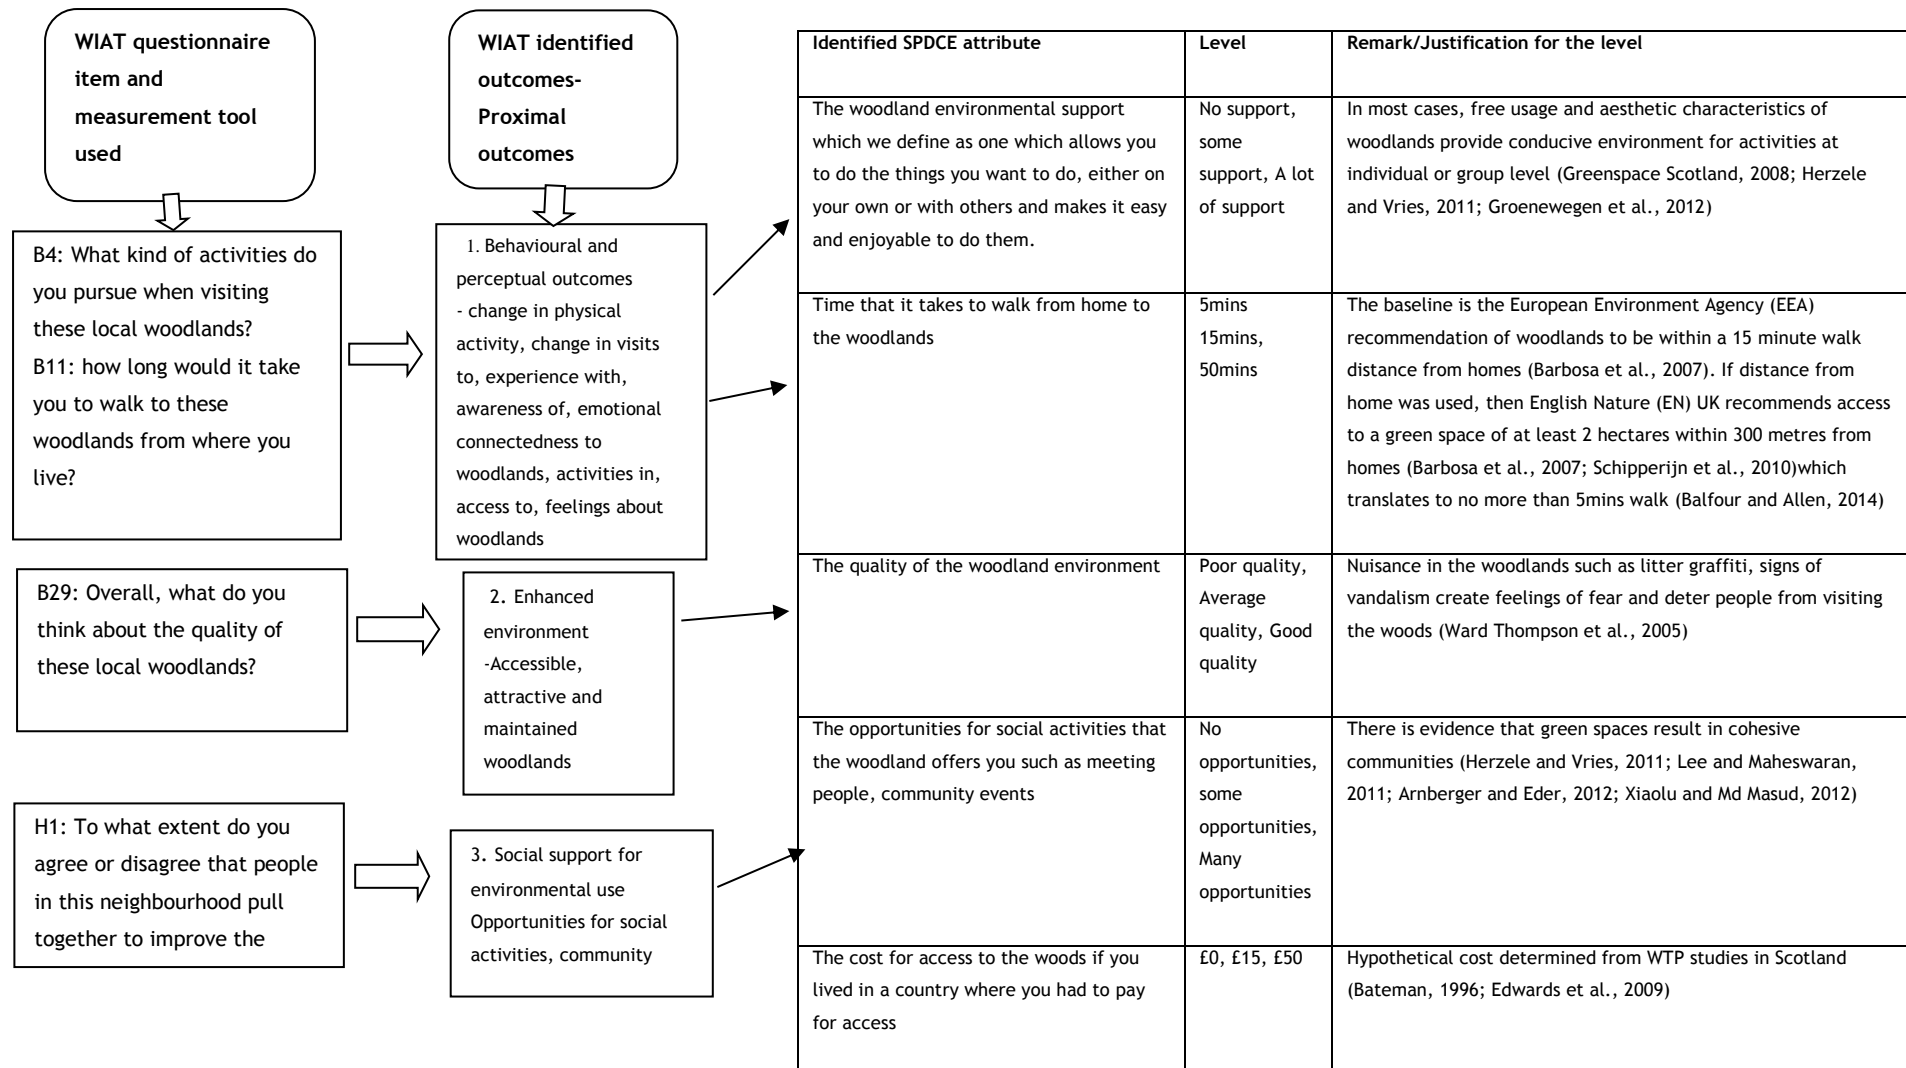 WIAT questionnaire
item and
measurement tool
used
WIAT identified
outcomes-
Proximal
outcomes
B4: What kind of activities do
you pursue when visiting
these local woodlands?
B11: how long would it take
you to walk to these
woodlands from where you
live?
1. Behavioural and
perceptual outcomes
- change in physical
activity, change in visits
to, experience with,
awareness of, emotional
connectedness to
woodlands, activities in,
access to, feelings about
woodlands
B29: Overall, what do you
think about the quality of
these local woodlands?
2. Enhanced
environment
-Accessible,
attractive and
maintained
woodlands
H1: To what extent do you
agree or disagree that people
in this neighbourhood pull
together to improve the
3. Social support for
environmental use
Opportunities for social
activities, community
Identified SPDCE attribute
Level
Remark/Justification for the level
The woodland environmental support
which we define as one which allows you
to do the things you want to do, either on
your own or with others and makes it easy
and enjoyable to do them.
No support,
some
support, A lot
of support
In most cases, free usage and aesthetic characteristics of
woodlands provide conducive environment for activities at
individual or group level (Greenspace Scotland, 2008; Herzele
and Vries, 2011; Groenewegen et al., 2012)
Time that it takes to walk from home to
the woodlands
5mins
15mins,
50mins
The baseline is the European Environment Agency (EEA)
recommendation of woodlands to be within a 15 minute walk
distance from homes (Barbosa et al., 2007). If distance from
home was used, then English Nature (EN) UK recommends access
to a green space of at least 2 hectares within 300 metres from
homes (Barbosa et al., 2007; Schipperijn et al., 2010)which
translates to no more than 5mins walk (Balfour and Allen, 2014)
The quality of the woodland environment
Poor quality,
Average
quality, Good
quality
Nuisance in the woodlands such as litter graffiti, signs of
vandalism create feelings of fear and deter people from visiting
the woods (Ward Thompson et al., 2005)
The opportunities for social activities that
the woodland offers you such as meeting
people, community events
No
opportunities,
some
opportunities,
Many
opportunities
There is evidence that green spaces result in cohesive
communities (Herzele and Vries, 2011; Lee and Maheswaran,
2011; Arnberger and Eder, 2012; Xiaolu and Md Masud, 2012)
The cost for access to the woods if you
lived in a country where you had to pay
for access
£0, £15, £50
Hypothetical cost determined from WTP studies in Scotland
(Bateman, 1996; Edwards et al., 2009)